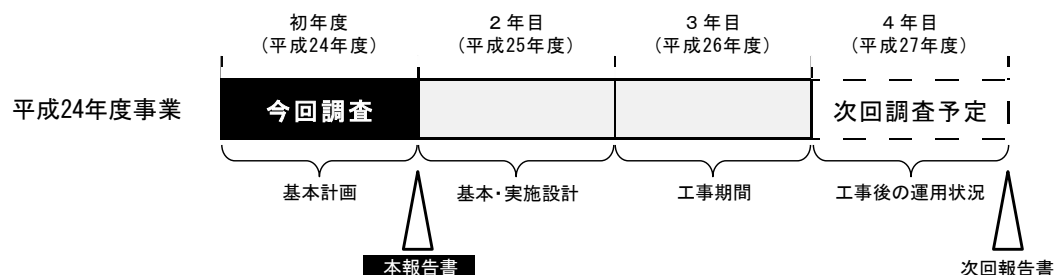 初年度
(平成24年度)
２年目
(平成25年度)
３年目
(平成26年度)
４年目
(平成27年度)
平成24年度事業
今回調査
次回調査予定
基本計画
基本・実施設計
工事期間
工事後の運用状況
本報告書
次回報告書